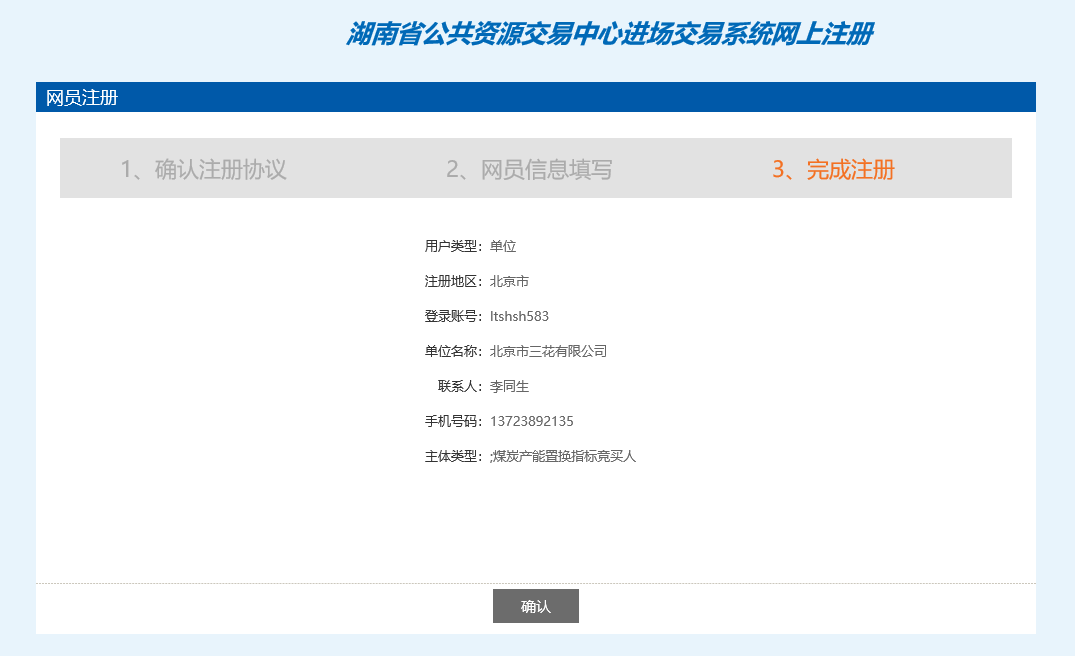 湖南省公共资源交易中心进场交易系统网上注册
网员注册
1、确认注册协议 2、网员信息填写 3、完成注册
用户类型：单位
注册地区：北京市
登录账号：ltshsh583
单位名称：北京市三花有限公司
联系人：李同生
手机号码：13723892135
主体类型：;煤炭产能置换指标竞买人
确认